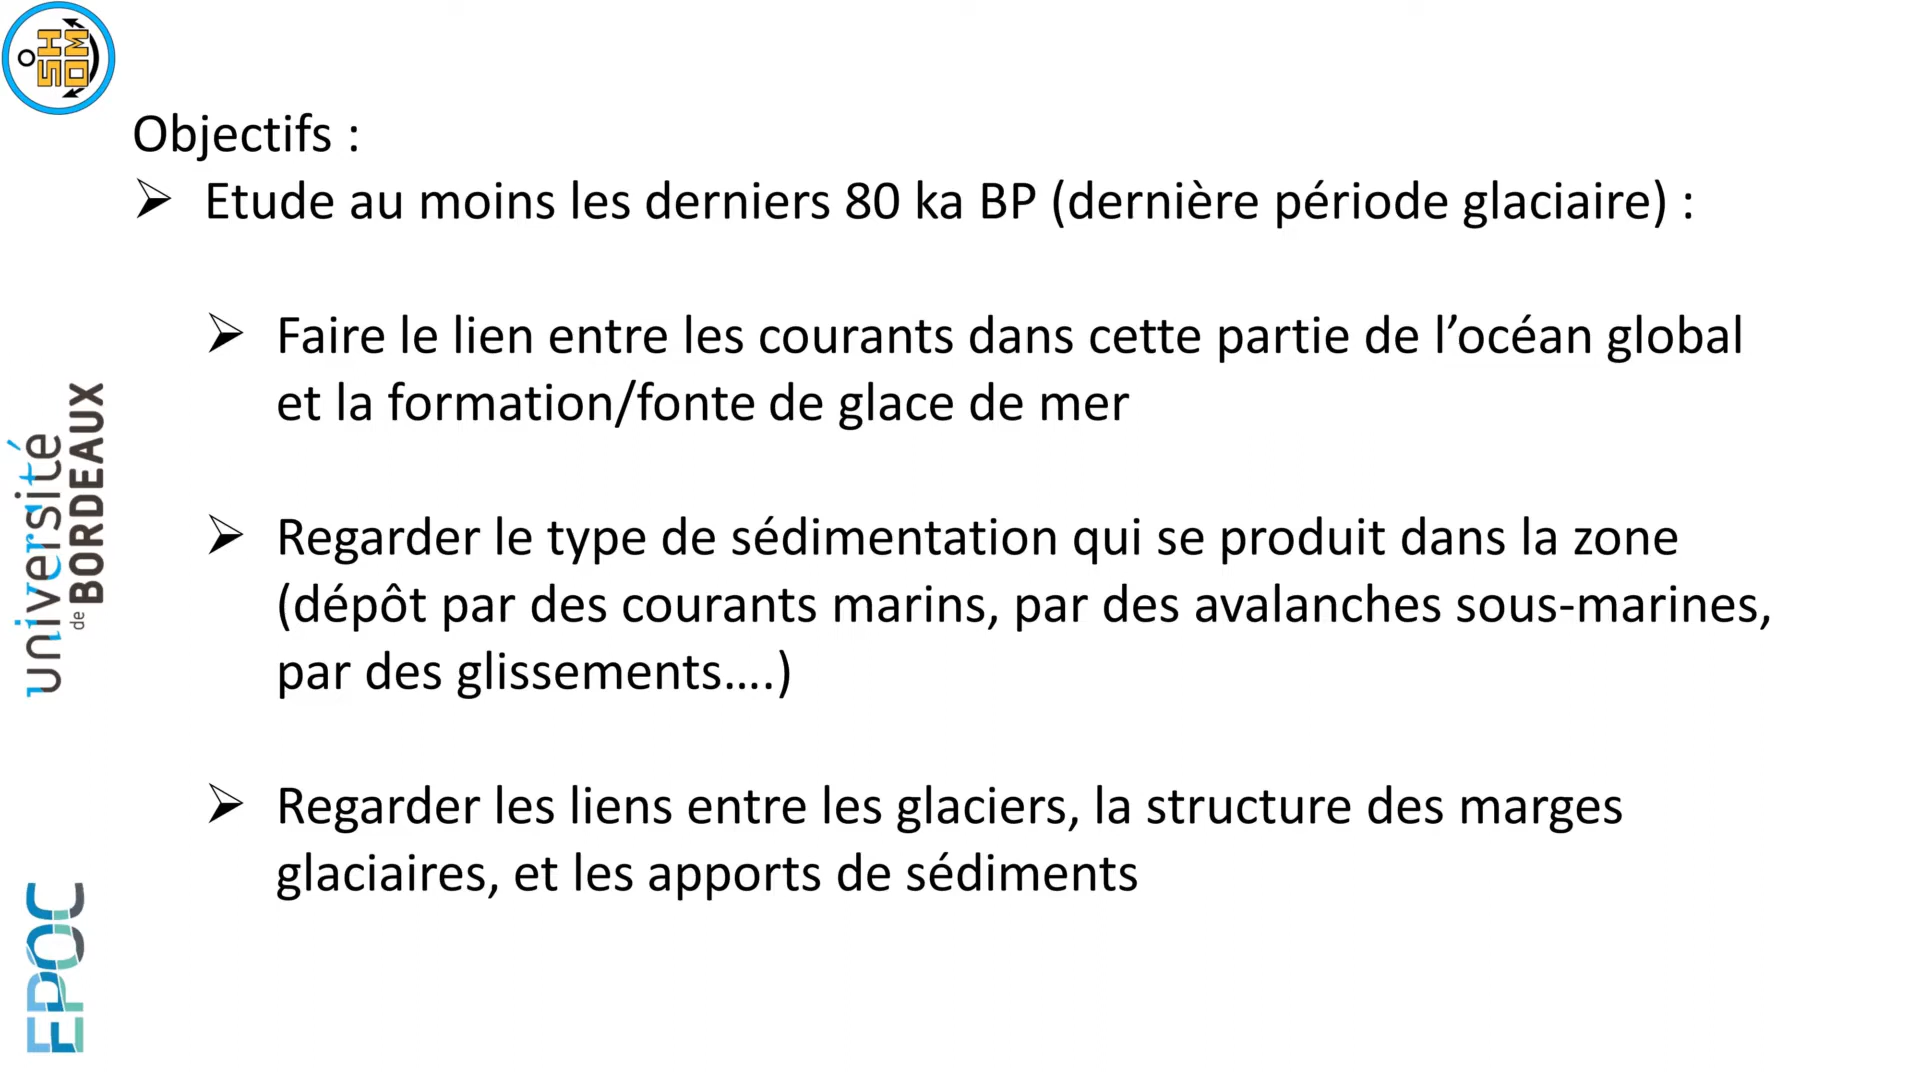 SHOM
Objectifs :
➢ Etude au moins les derniers 80 ka BP (dernière période glaciaire) :
➢ Faire le lien entre les courants dans cette partie de l’océan global
et la formation/fonte de glace de mer
➢ Regarder le type de sédimentation qui se produit dans la zone
(dépôt par des courants marins, par des avalanches sous-marines,
par des glissements….)
➢ Regarder les liens entre les glaciers, la structure des marges
glaciaires, et les apports de sédiments
université
de BORDEAUX
EPOC